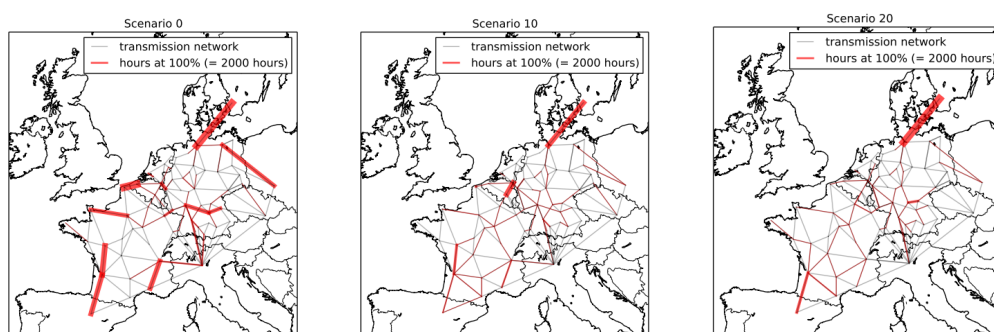 Scenario 0
transmission network
hours at 100% (= 2000 hours)
Scenario 10
transmission network
hours at 100% (= 2000 hours)
Scenario 20
transmission network
hours at 100% (= 2000 hours)